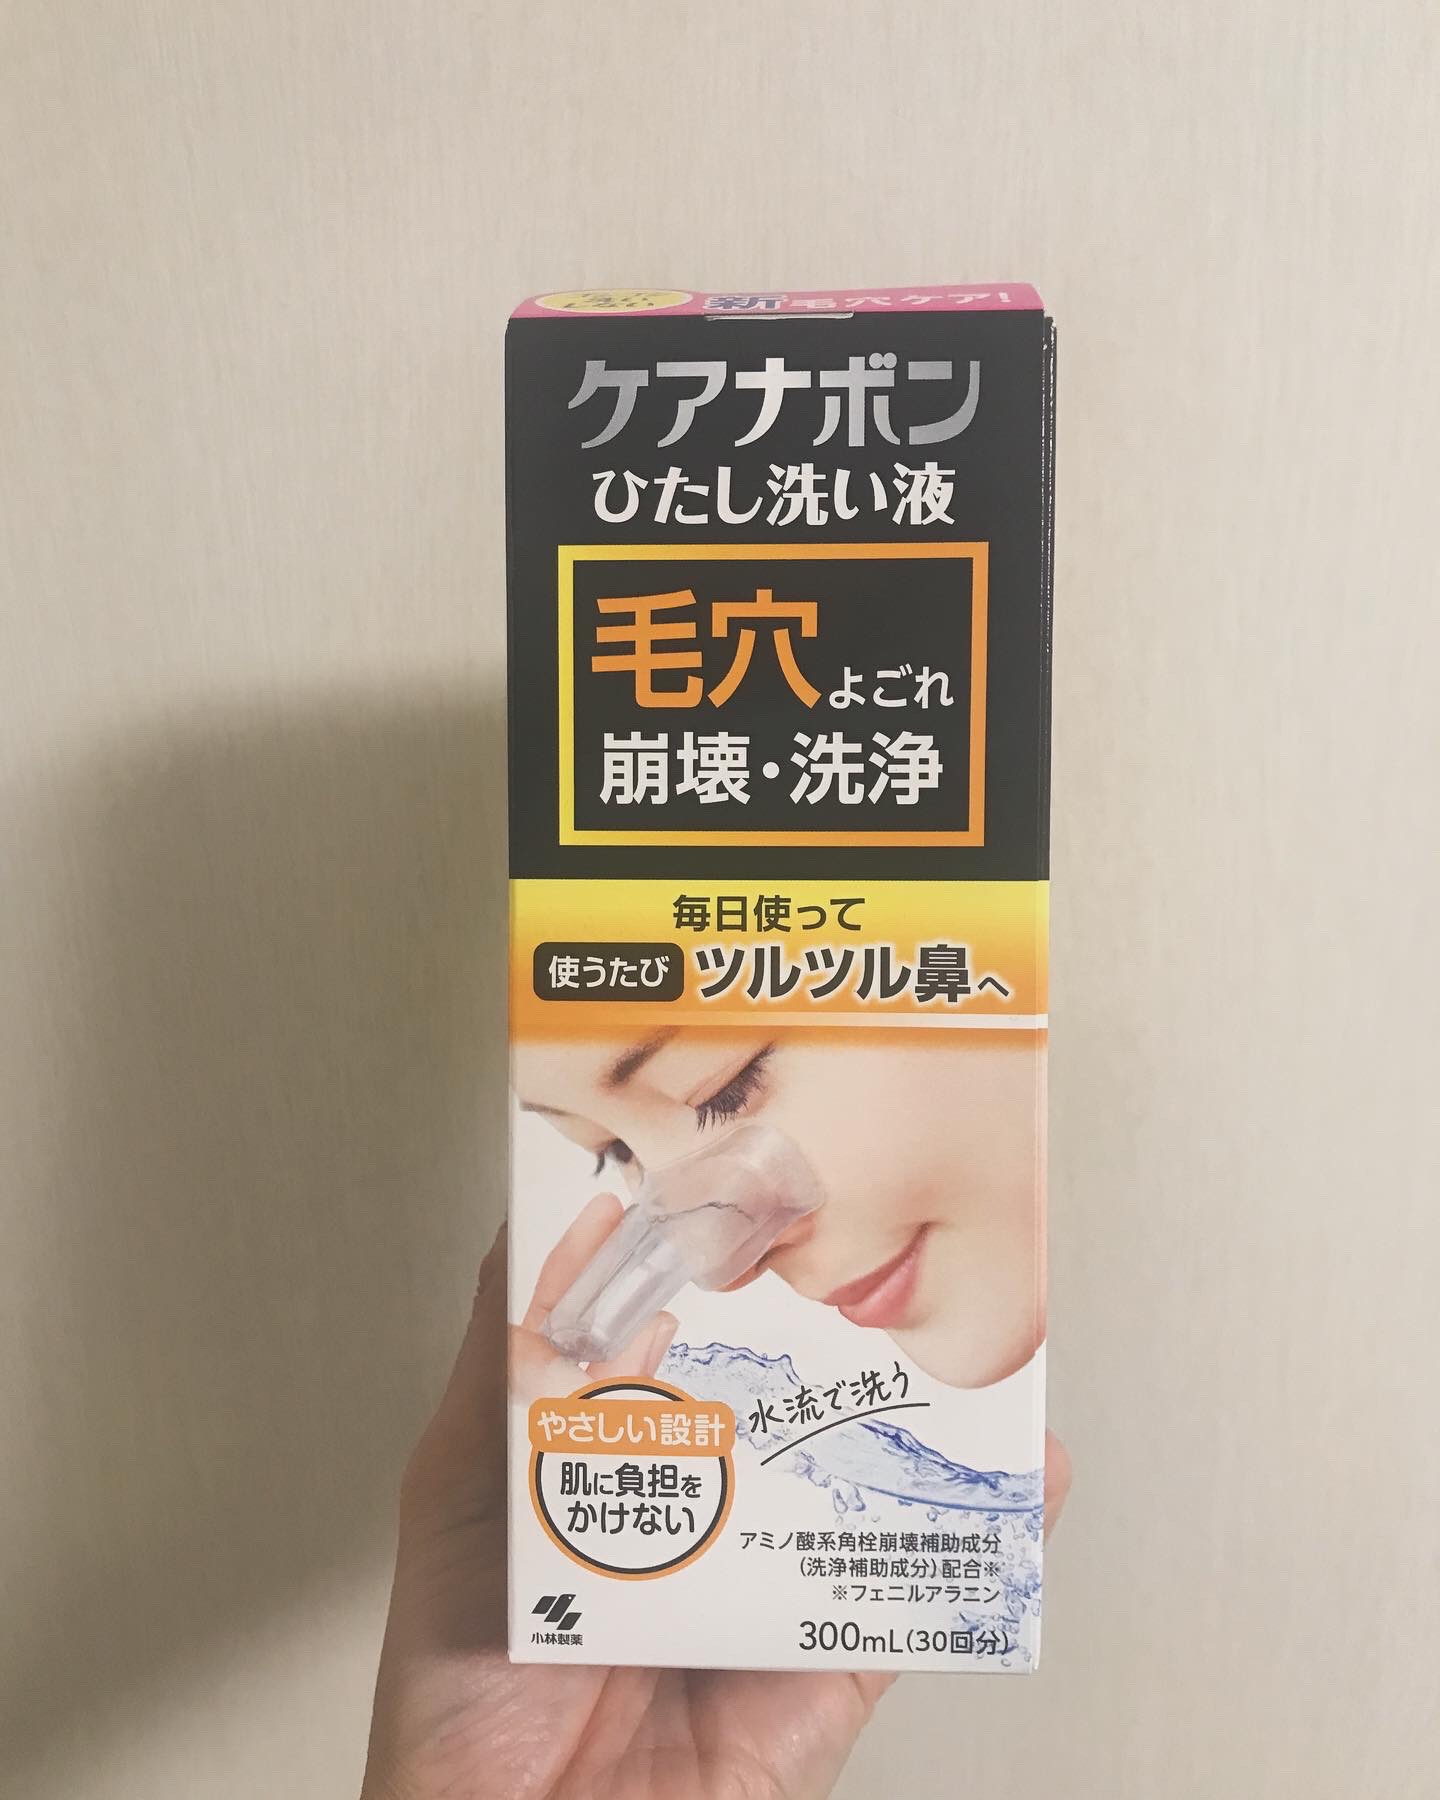 しない
新 毛穴ケア!
ケアナボン
ひたし洗い液
毛穴よごれ
崩壊・洗浄
毎日使って
使うたび ツルツル鼻へ
水流で洗う
やさしい設計
肌に負担を
かけない
アミノ酸系角栓崩壊補助成分
(洗浄補助成分)配合※
※フェニルアラニン
小林製薬
300mL(30回分)